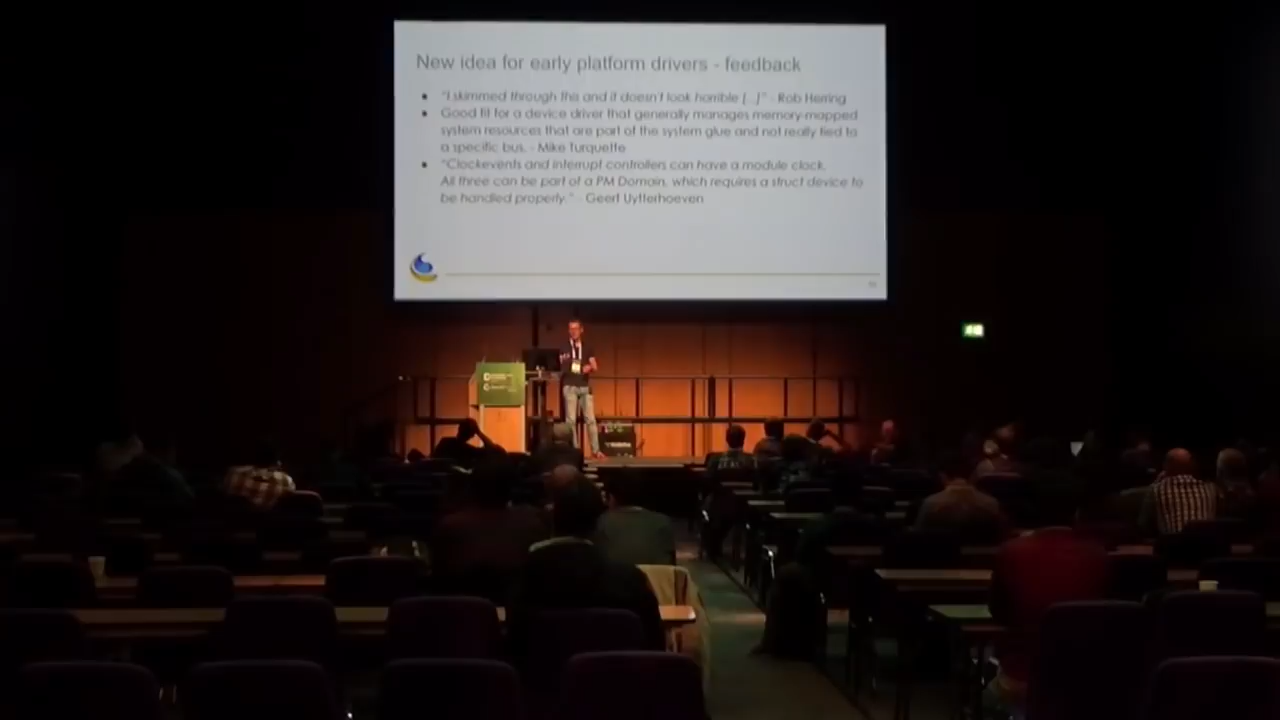 New idea for early platform drivers - feedback
● "I skimmed through this and it doesn't look horrible [...]" - Rob Herring
● Good fit for a device driver that generally manages memory-mapped
system resources that are part of the system glue and not really tied to
a specific bus. - Mike Turquette
● "Clockevents and interrupt controllers can have a module clock.
All three can be part of a PM Domain, which requires a struct device to
be handled properly." - Geert Uytterhoeven